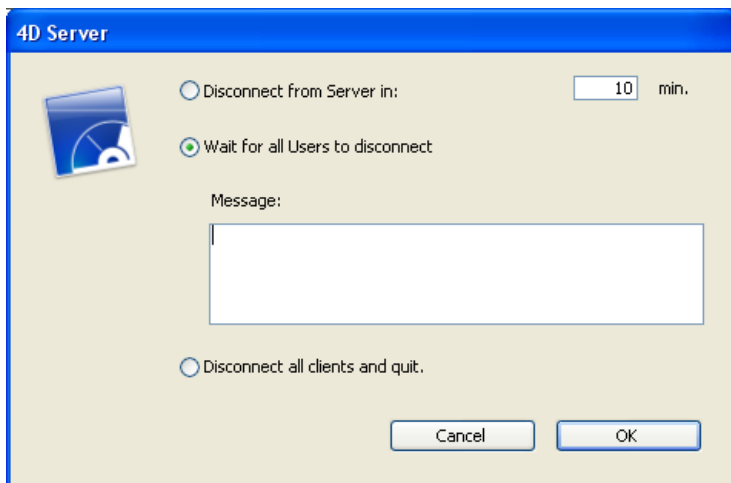 4D Server
Disconnect from Server in: 10 min.
Wait for all Users to disconnect
Message:
Disconnect all clients and quit.
Cancel OK